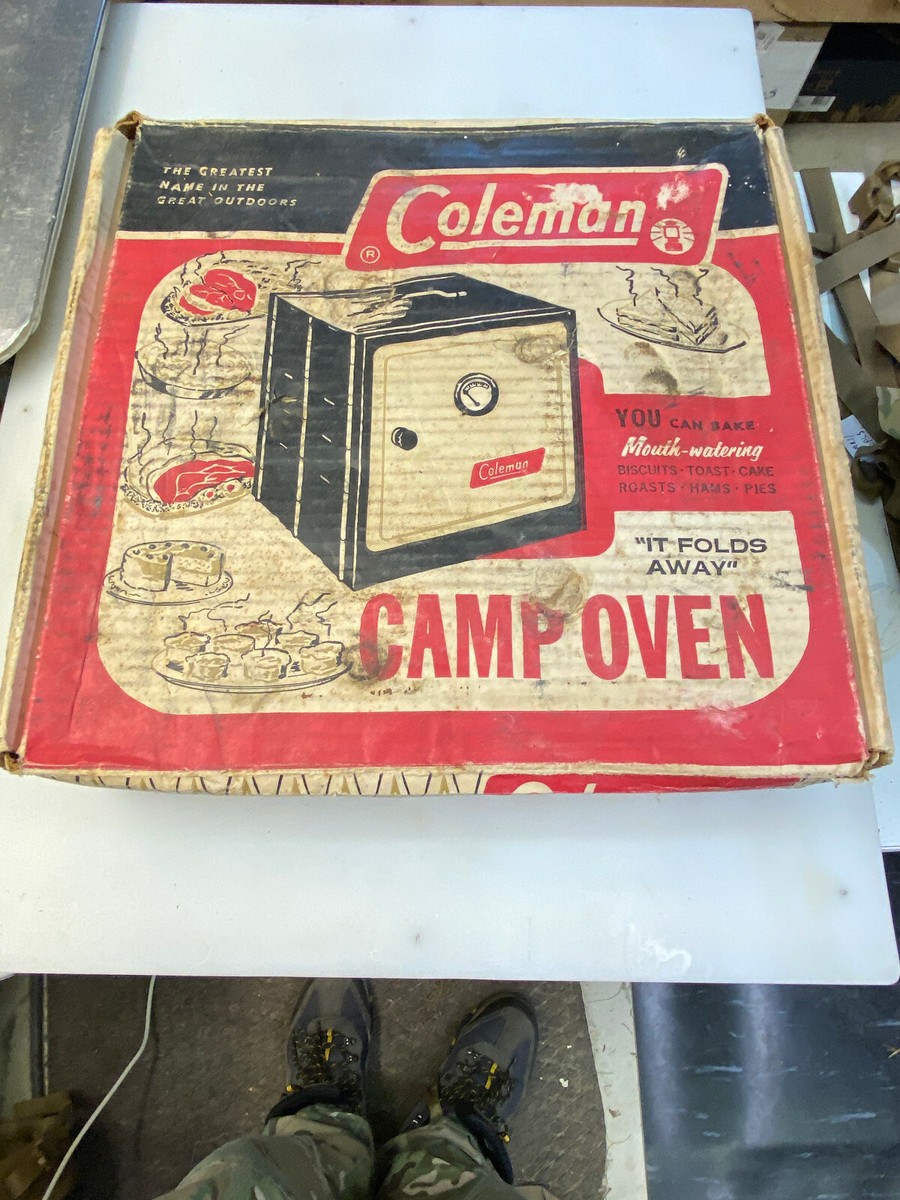 THE GREATEST
NAME IN THE
GREAT OUTDOORS
Coleman
®
Coleman
YOU CAN BAKE
Mouth-watering
BISCUITS · TOAST · CAKE
ROASTS · HAMS · PIES
"IT FOLDS
AWAY"
CAMP OVEN